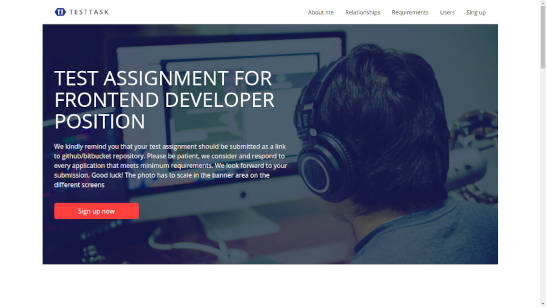 TESTTASK
About me Relationships Requirements Users Sing up
TEST ASSIGNMENT FOR
FRONTEND DEVELOPER
POSITION
We kindly remind you that your test assignment should be submitted as a link
to github/bitbucket repository. Please be patient, we consider and respond to
every application that meets minimum requirements. We look forward to your
submission. Good luck! The photo has to scale in the banner area on the
different screens
Sign up now